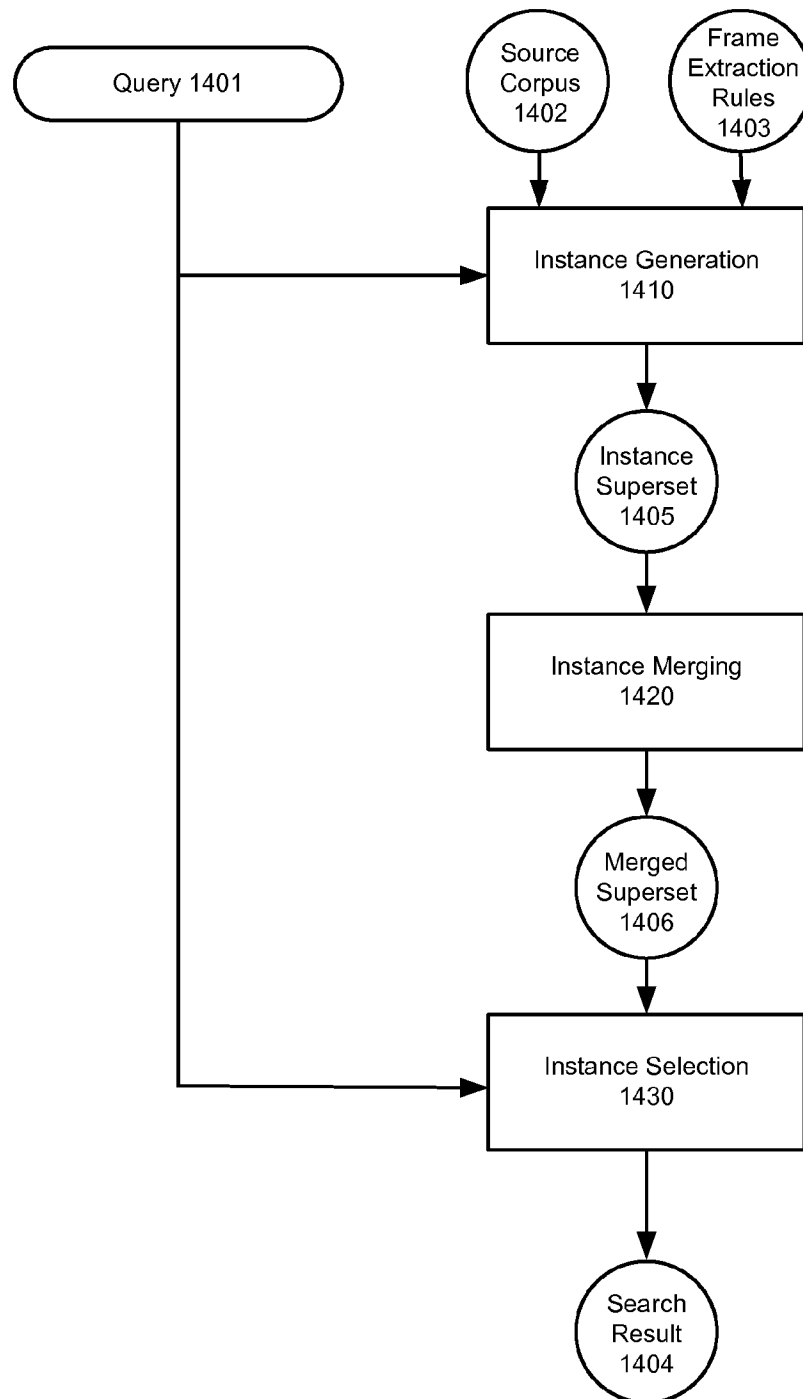 Query 1401
Source
Corpus
1402
Frame
Extraction
Rules
1403
Instance Generation
1410
Instance
Superset
1405
Instance Merging
1420
Merged
Superset
1406
Instance Selection
1430
Search
Result
1404